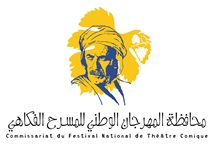 محافظة المهرجان الوطني للمسرح الفكاهي
Commissariat du Festival National de Théâtre Comique